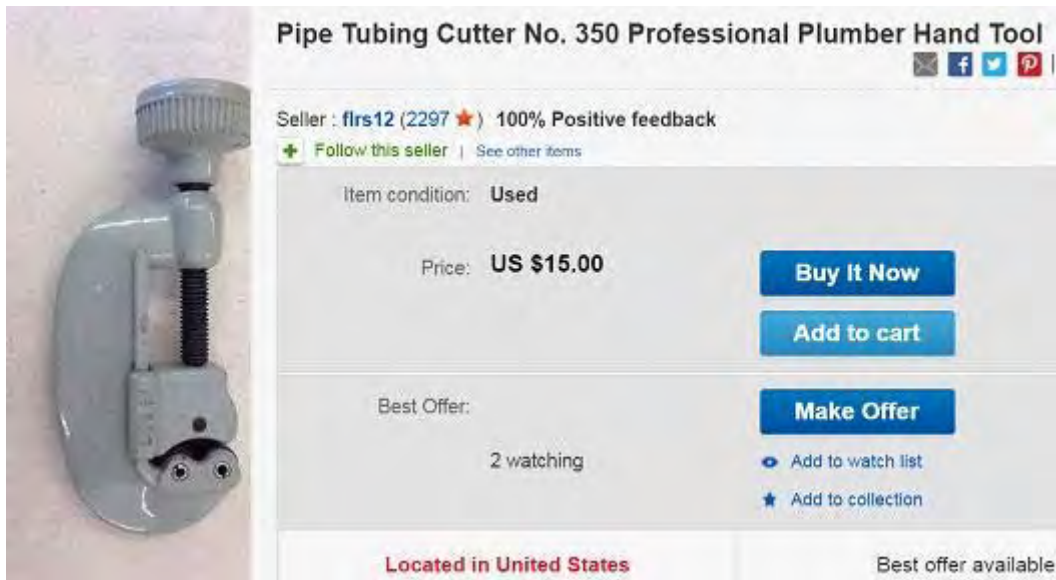 Pipe Tubing Cutter No. 350 Professional Plumber Hand Tool
Seller : flrs12 (2297 ) 100% Positive feedback
Follow this seller | See other items
Item condition: Used
Price: US $15.00
Buy It Now
Add to cart
Best Offer:
Make Offer
2 watching
Add to watch list
Add to collection
Located in United States
Best offer available